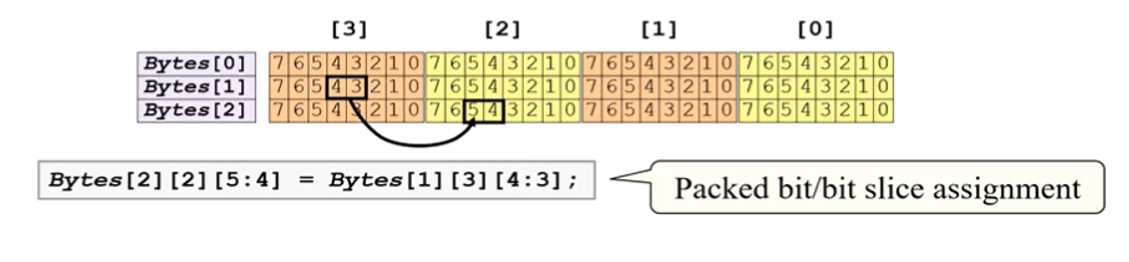 [3] [2] [1] [0]
Bytes[0] 7 6 5 4 3 2 1 0 7 6 5 4 3 2 1 0 7 6 5 4 3 2 1 0 7 6 5 4 3 2 1 0
Bytes[1] 7 6 5 4 3 2 1 0 7 6 5 4 3 2 1 0 7 6 5 4 3 2 1 0 7 6 5 4 3 2 1 0
Bytes[2] 7 6 5 4 3 2 1 0 7 6 5 4 3 2 1 0 7 6 5 4 3 2 1 0 7 6 5 4 3 2 1 0
Bytes[2][2][5:4] = Bytes[1][3][4:3];
Packed bit/bit slice assignment